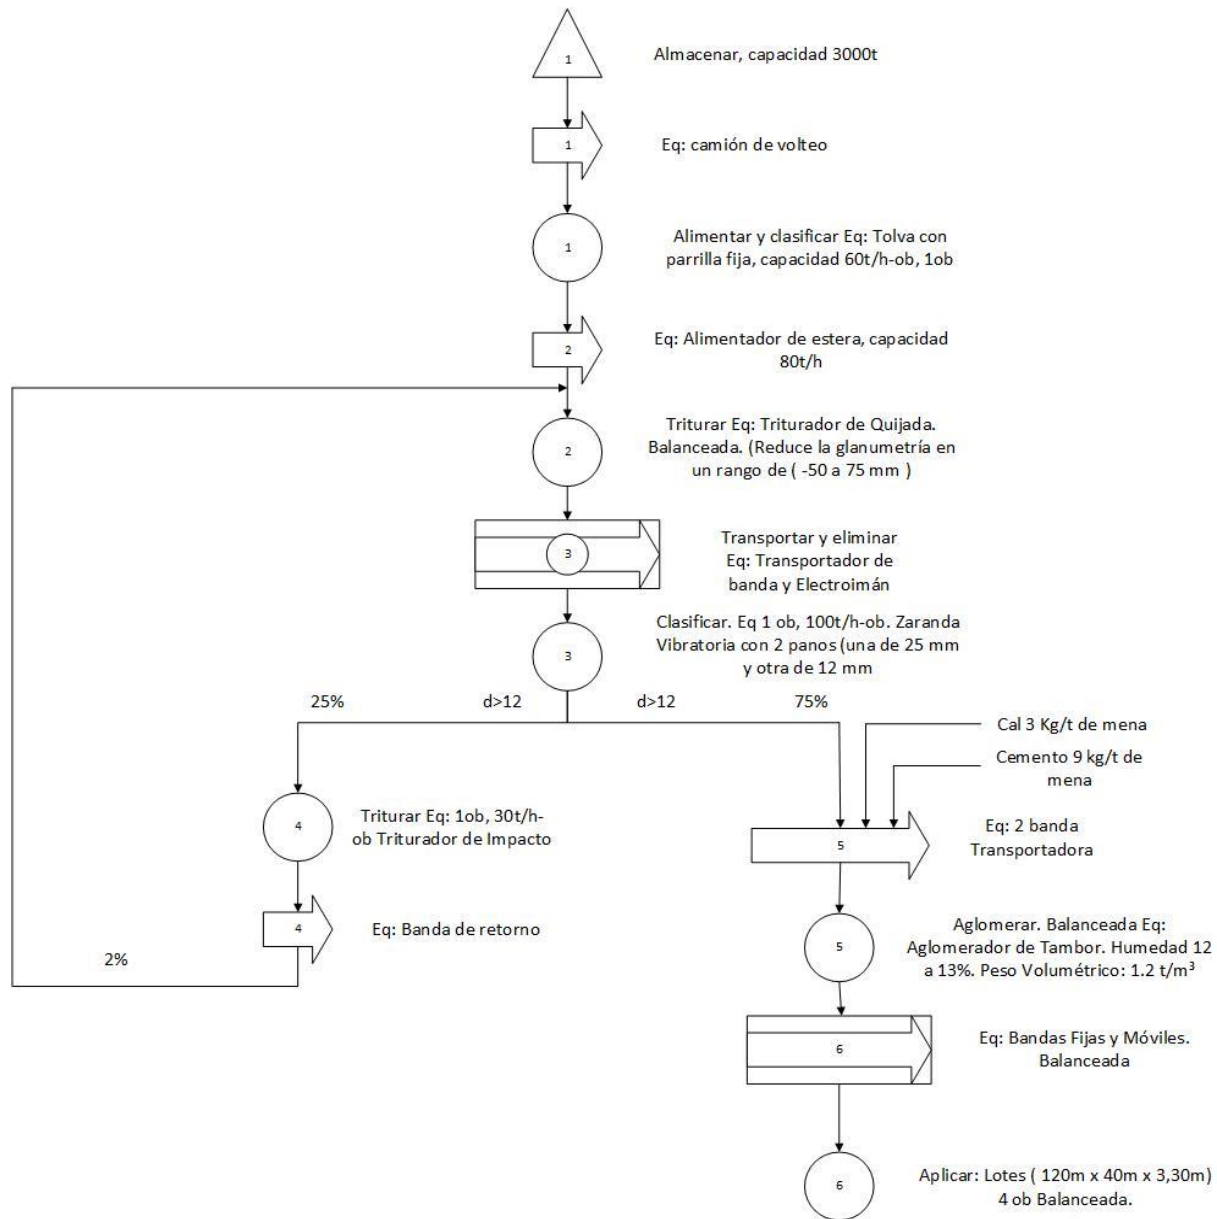 1
Almacenar, capacidad 3000t
1
Eq: camión de volteo
1
Alimentar y clasificar Eq: Tolva con
parrilla fija, capacidad 60t/h-ob, 1ob
2
Eq: Alimentador de estera, capacidad
80t/h
2
Triturar Eq: Triturador de Quijada.
Balanceada. (Reduce la glanumetría en
un rango de ( -50 a 75 mm )
3
Transportar y eliminar
Eq: Transportador de
banda y Electroimán
3
Clasificar. Eq 1 ob, 100t/h-ob. Zaranda
Vibratoria con 2 panos (una de 25 mm
y otra de 12 mm
25%
d>12
d>12
75%
Cal 3 Kg/t de mena
Cemento 9 kg/t de
mena
4
Triturar Eq: 1ob, 30t/h-
ob Triturador de Impacto
5
Eq: 2 banda
Transportadora
4
Eq: Banda de retorno
2%
5
Aglomerar. Balanceada Eq:
Aglomerador de Tambor. Humedad 12
a 13%. Peso Volumétrico: 1.2 t/m³
6
Eq: Bandas Fijas y Móviles.
Balanceada
6
Aplicar: Lotes ( 120m x 40m x 3,30m)
4 ob Balanceada.